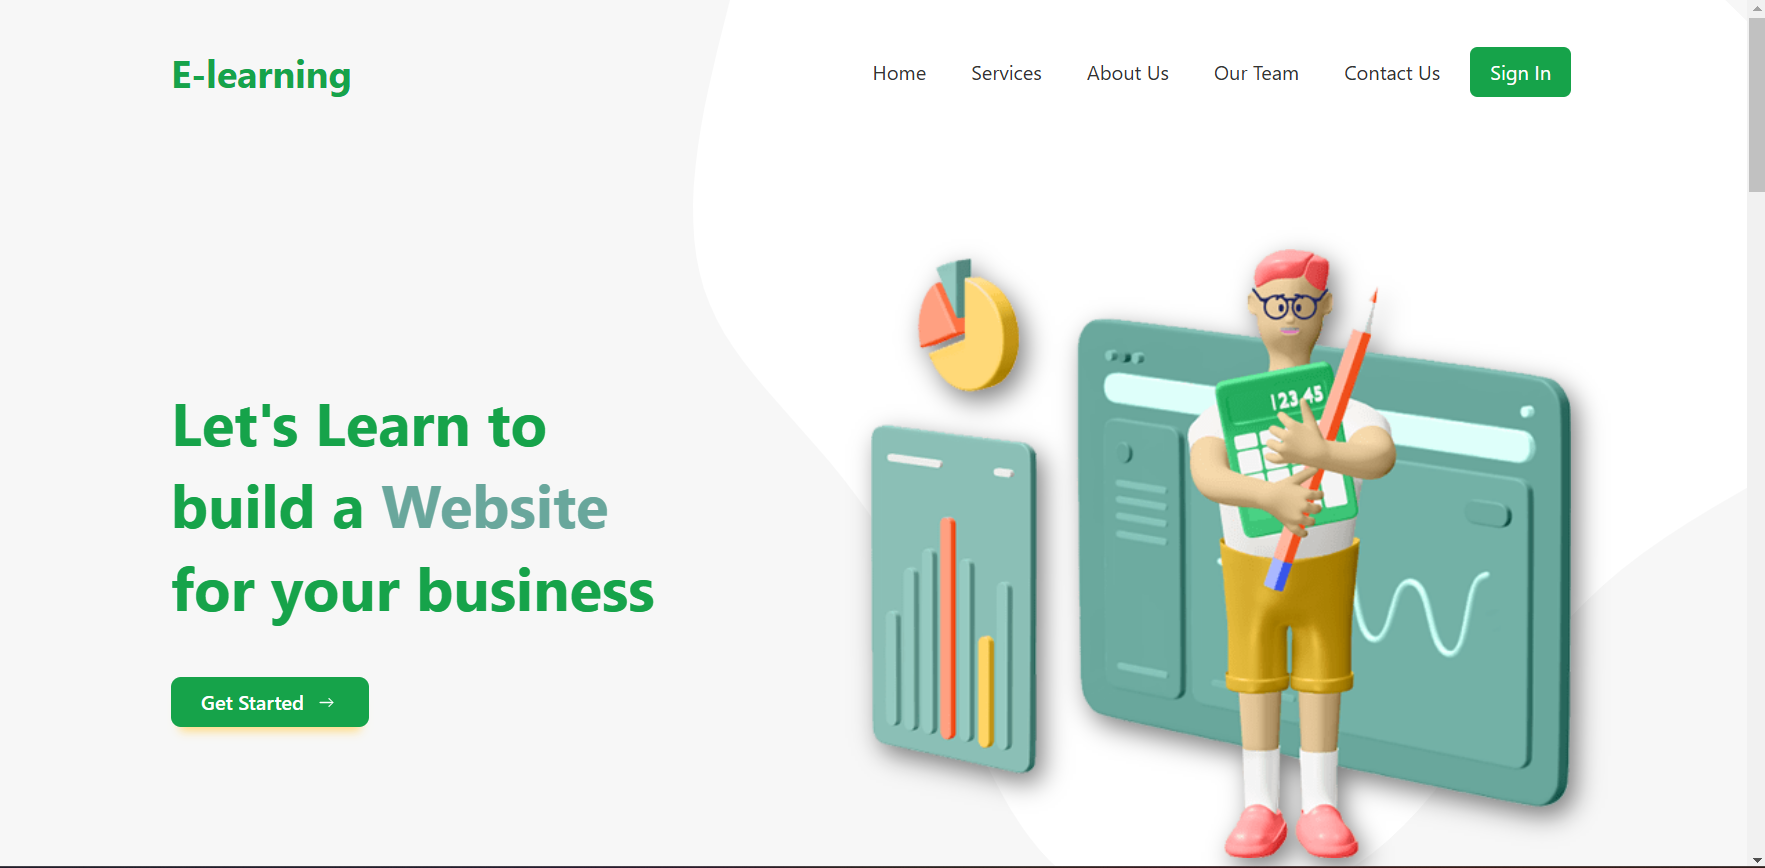 E-learning
Home Services About Us Our Team Contact Us Sign In
Let's Learn to
build a Website
for your business
Get Started →
12345